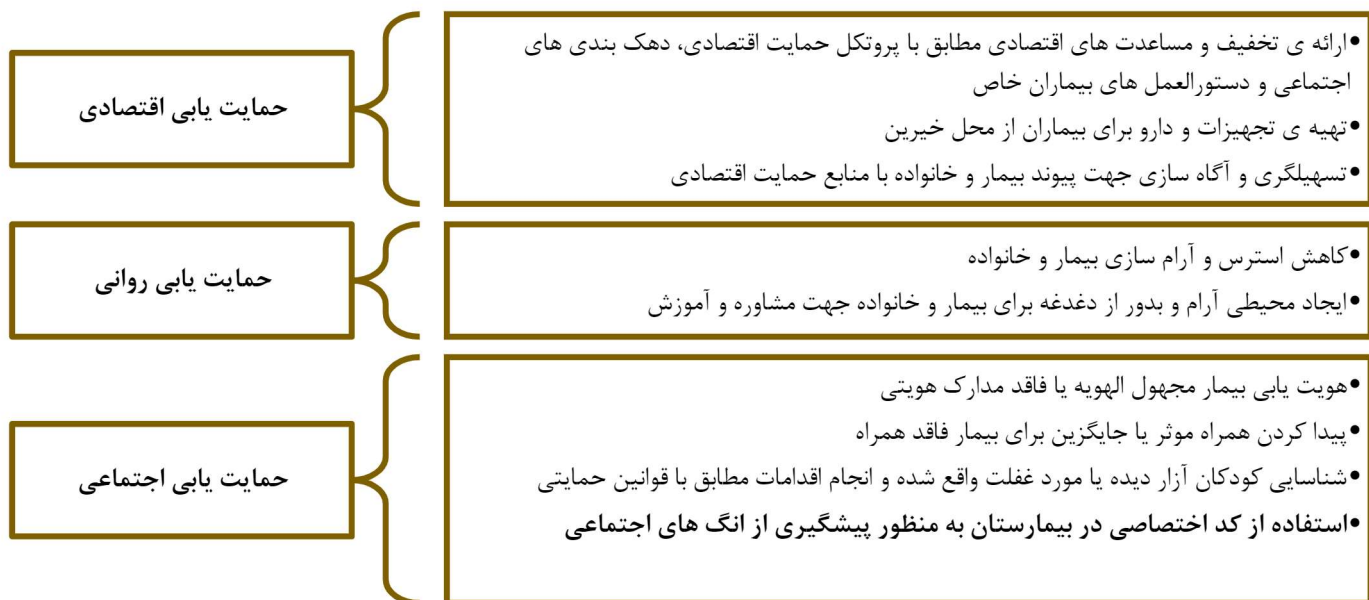 حمایت یابی اقتصادی
•ارائه ی تخفیف و مساعدت های اقتصادی مطابق با پروتکل حمایت اقتصادی، دهک بندی های
اجتماعی و دستورالعمل های بیماران خاص
•تهیه ی تجهیزات و دارو برای بیماران از محل خیرین
•تسهیلگری و آگاه سازی جهت پیوند بیمار و خانواده با منابع حمایت اقتصادی
حمایت یابی روانی
•کاهش استرس و آرام سازی بیمار و خانواده
•ایجاد محیطی آرام و بدور از دغدغه برای بیمار و خانواده جهت مشاوره و آموزش
حمایت یابی اجتماعی
•هویت یابی بیمار مجهول الهویه یا فاقد مدارک هویتی
•پیدا کردن همراه موثر یا جایگزین برای بیمار فاقد همراه
•شناسایی کودکان آزار دیده یا مورد غفلت واقع شده و انجام اقدامات مطابق با قوانین حمایتی
•استفاده از کد اختصاصی در بیمارستان به منظور پیشگیری از انگ های اجتماعی